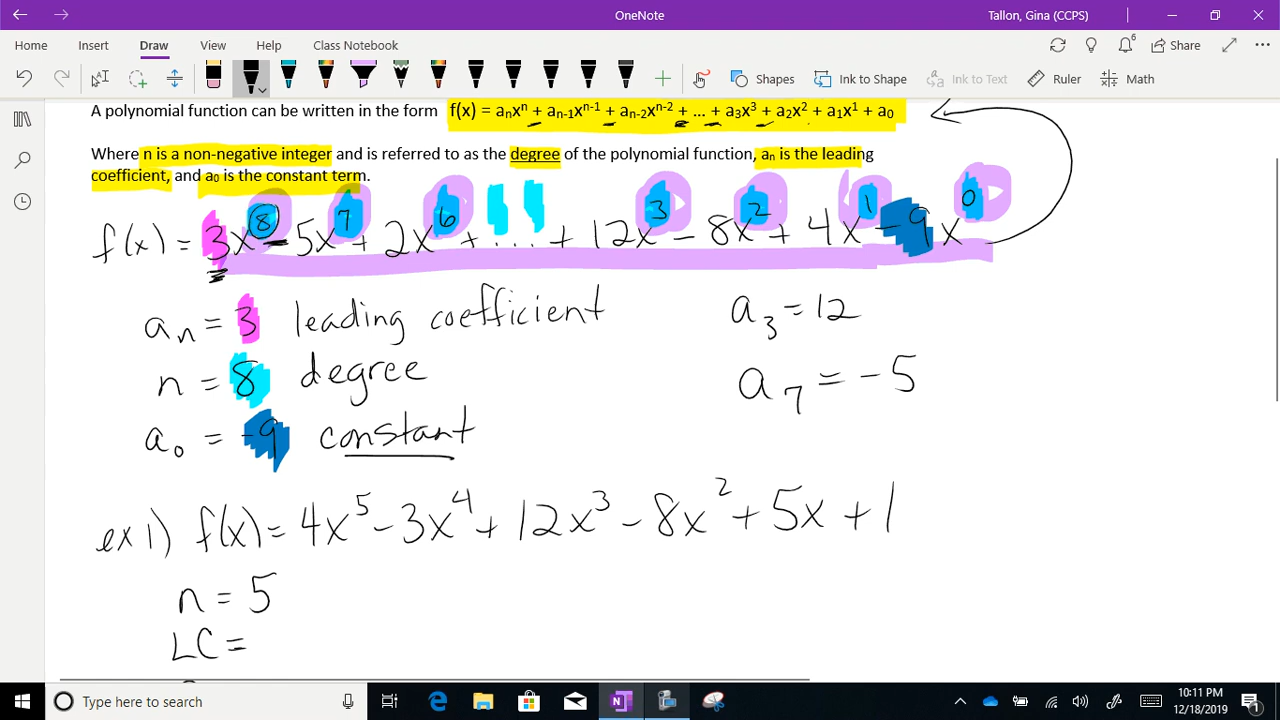 OneNote
Tallon, Gina (CCPS)
Home Insert Draw View Help Class Notebook
6
Share
Shapes Ink to Shape Ink to Text Ruler Math
A polynomial function can be written in the form f(x) = aₙxⁿ + aₙ₋₁xⁿ⁻¹ + aₙ₋₂xⁿ⁻² + ... + a₃x³ + a₂x² + a₁x¹ + a₀
Where n is a non-negative integer and is referred to as the degree of the polynomial function, aₙ is the leading
coefficient, and a₀ is the constant term.
f(x) = 3x⁸ - 5x⁷ + 2x⁶ + ... + 12x³ - 8x² + 4x¹ - 9x⁰
aₙ = 3 leading coefficient a₃ = 12
n = 8 degree a₇ = -5
a₀ = -9 constant
ex 1) f(x) = 4x⁵ - 3x⁴ + 12x³ - 8x² + 5x + 1
n = 5
LC =
Type here to search
10:11 PM
12/18/2019
1